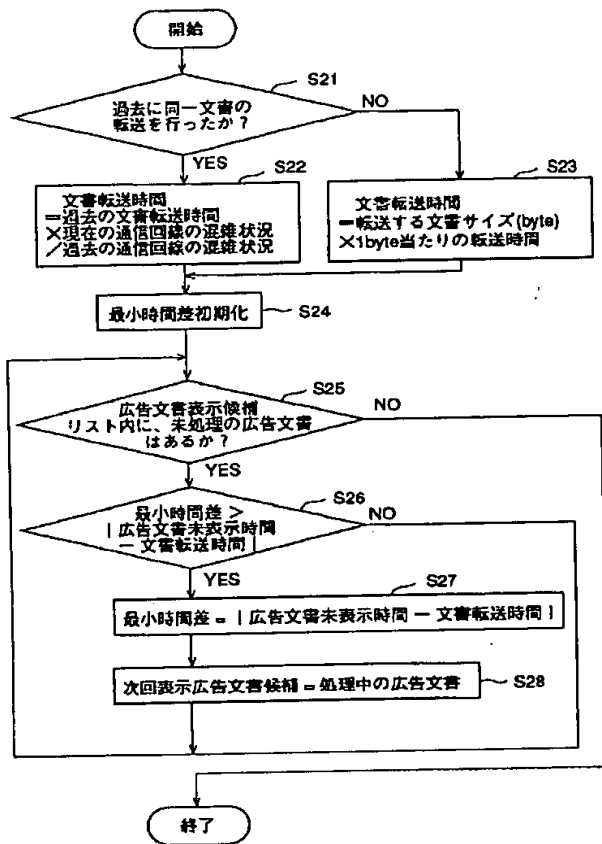 開始
S21
過去に同一文書の
転送を行ったか？
NO
YES
S22
文書転送時間
＝過去の文書転送時間
×現在の通信回線の混雑状況
／過去の通信回線の混雑状況
S23
文書転送時間
＝転送する文書サイズ(byte)
×1byte当たりの転送時間
最小時間差初期化
S24
S25
広告文書表示候補
リスト内に、未処理の広告文書
はあるか？
NO
YES
S26
最小時間差 ＞
｜広告文書未表示時間
－文書転送時間｜
NO
YES
S27
最小時間差＝｜広告文書未表示時間－文書転送時間｜
次回表示広告文書候補＝処理中の広告文書
S28
終了